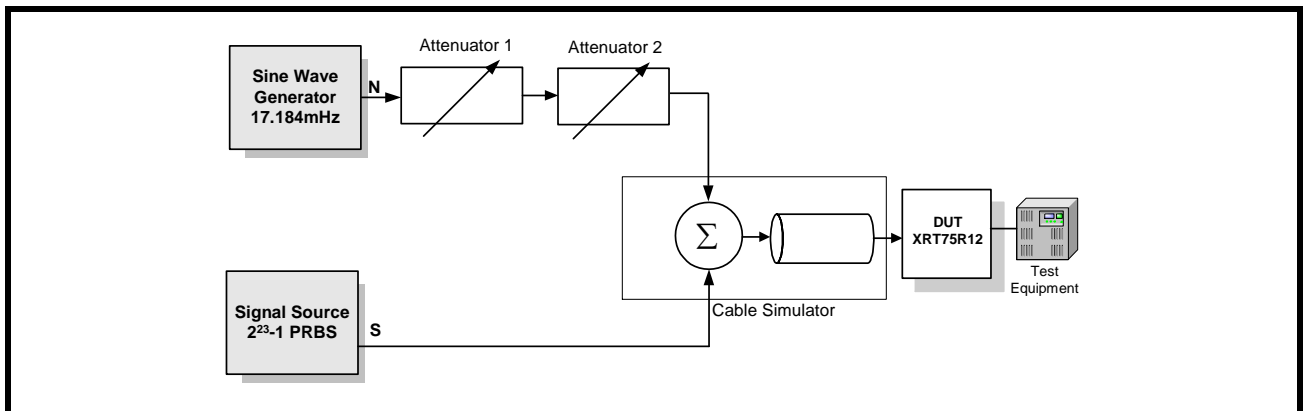 Attenuator 1
Attenuator 2
Sine Wave
Generator
17.184mHz
N
Σ
DUT
XRT75R12
Test
Equipment
Cable Simulator
Signal Source
2²³-1 PRBS
S